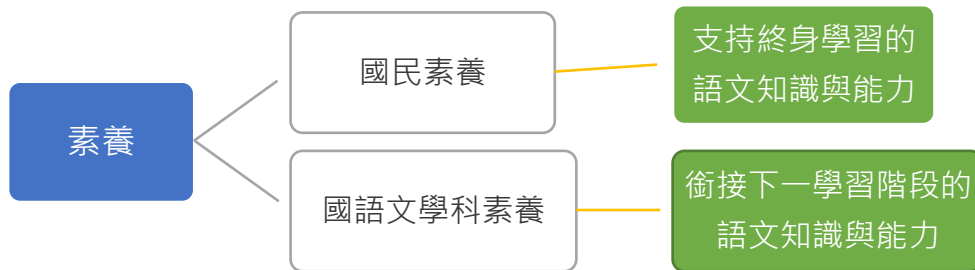 素養
國民素養
支持終身學習的
語文知識與能力
國語文學科素養
銜接下一學習階段的
語文知識與能力